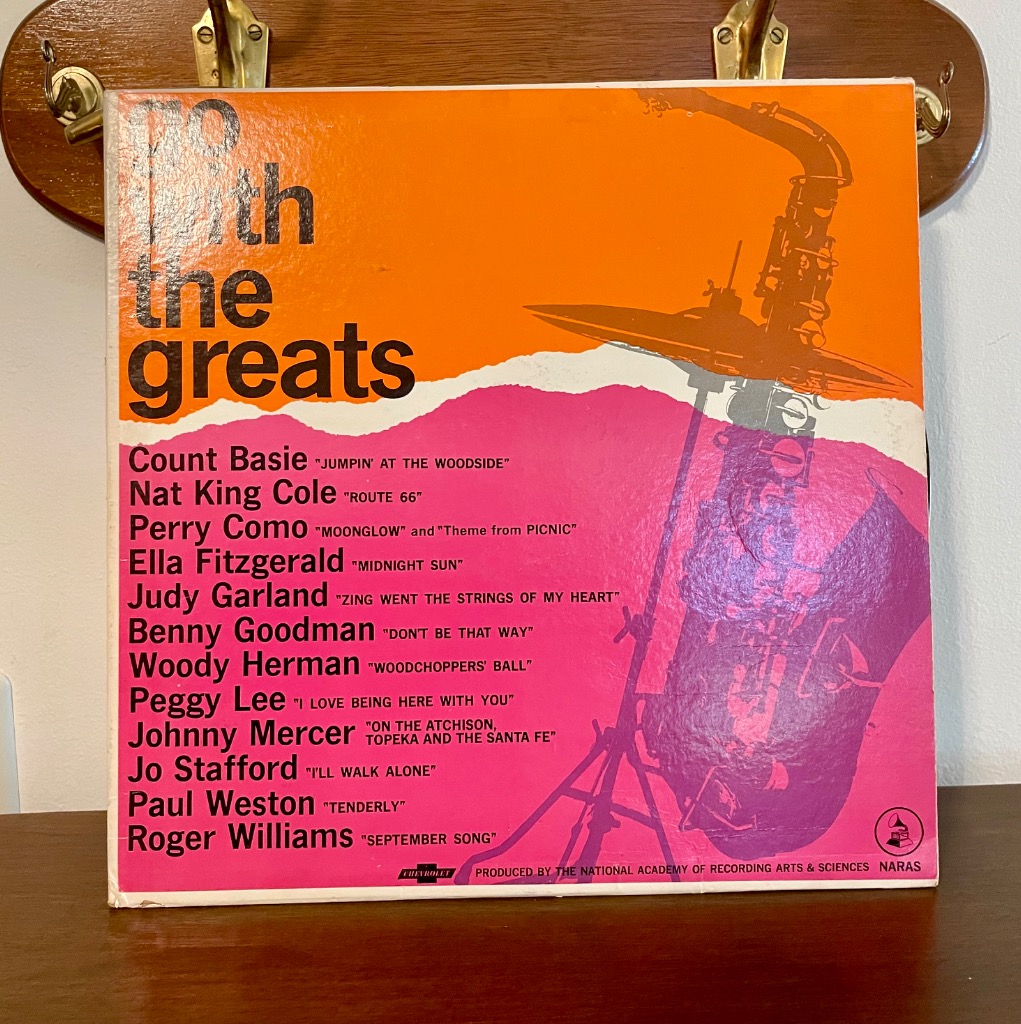 go
with
the
greats
Count Basie "JUMPIN' AT THE WOODSIDE"
Nat King Cole "ROUTE 66"
Perry Como "MOONGLOW" and "Theme from PICNIC"
Ella Fitzgerald "MIDNIGHT SUN"
Judy Garland "ZING WENT THE STRINGS OF MY HEART"
Benny Goodman "DON'T BE THAT WAY"
Woody Herman "WOODCHOPPERS' BALL"
Peggy Lee "I LOVE BEING HERE WITH YOU"
Johnny Mercer "ON THE ATCHISON,
TOPEKA AND THE SANTA FE"
Jo Stafford "I'LL WALK ALONE"
Paul Weston "TENDERLY"
Roger Williams "SEPTEMBER SONG"
CHEVROLET PRODUCED BY THE NATIONAL ACADEMY OF RECORDING ARTS & SCIENCES NARAS